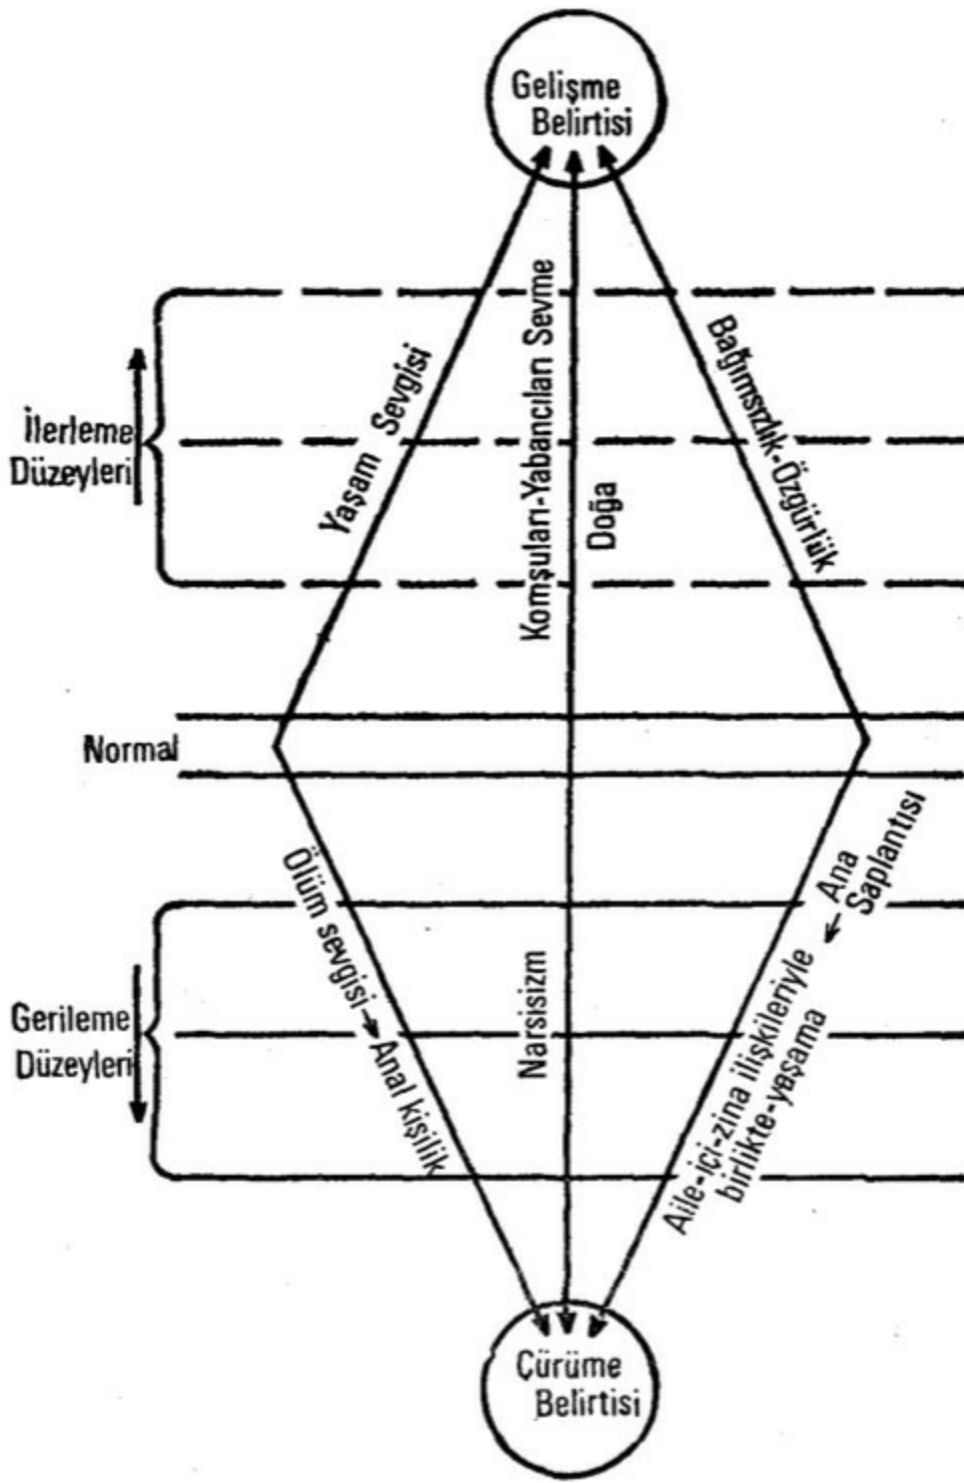 Gelişme
Belirtisi
İlerleme
Düzeyleri
Yaşam Sevgisi
Komşuları-Yabancıları Sevme
Doğa
Bağımsızlık-Özgürlük
Normal
Ölüm sevgisi → Anal kişilik
Narsisizm
Ana
Saplantısı
Aile-içi-zina ilişkileriyle ←
birlikte-yaşama
Gerileme
Düzeyleri
Çürüme
Belirtisi